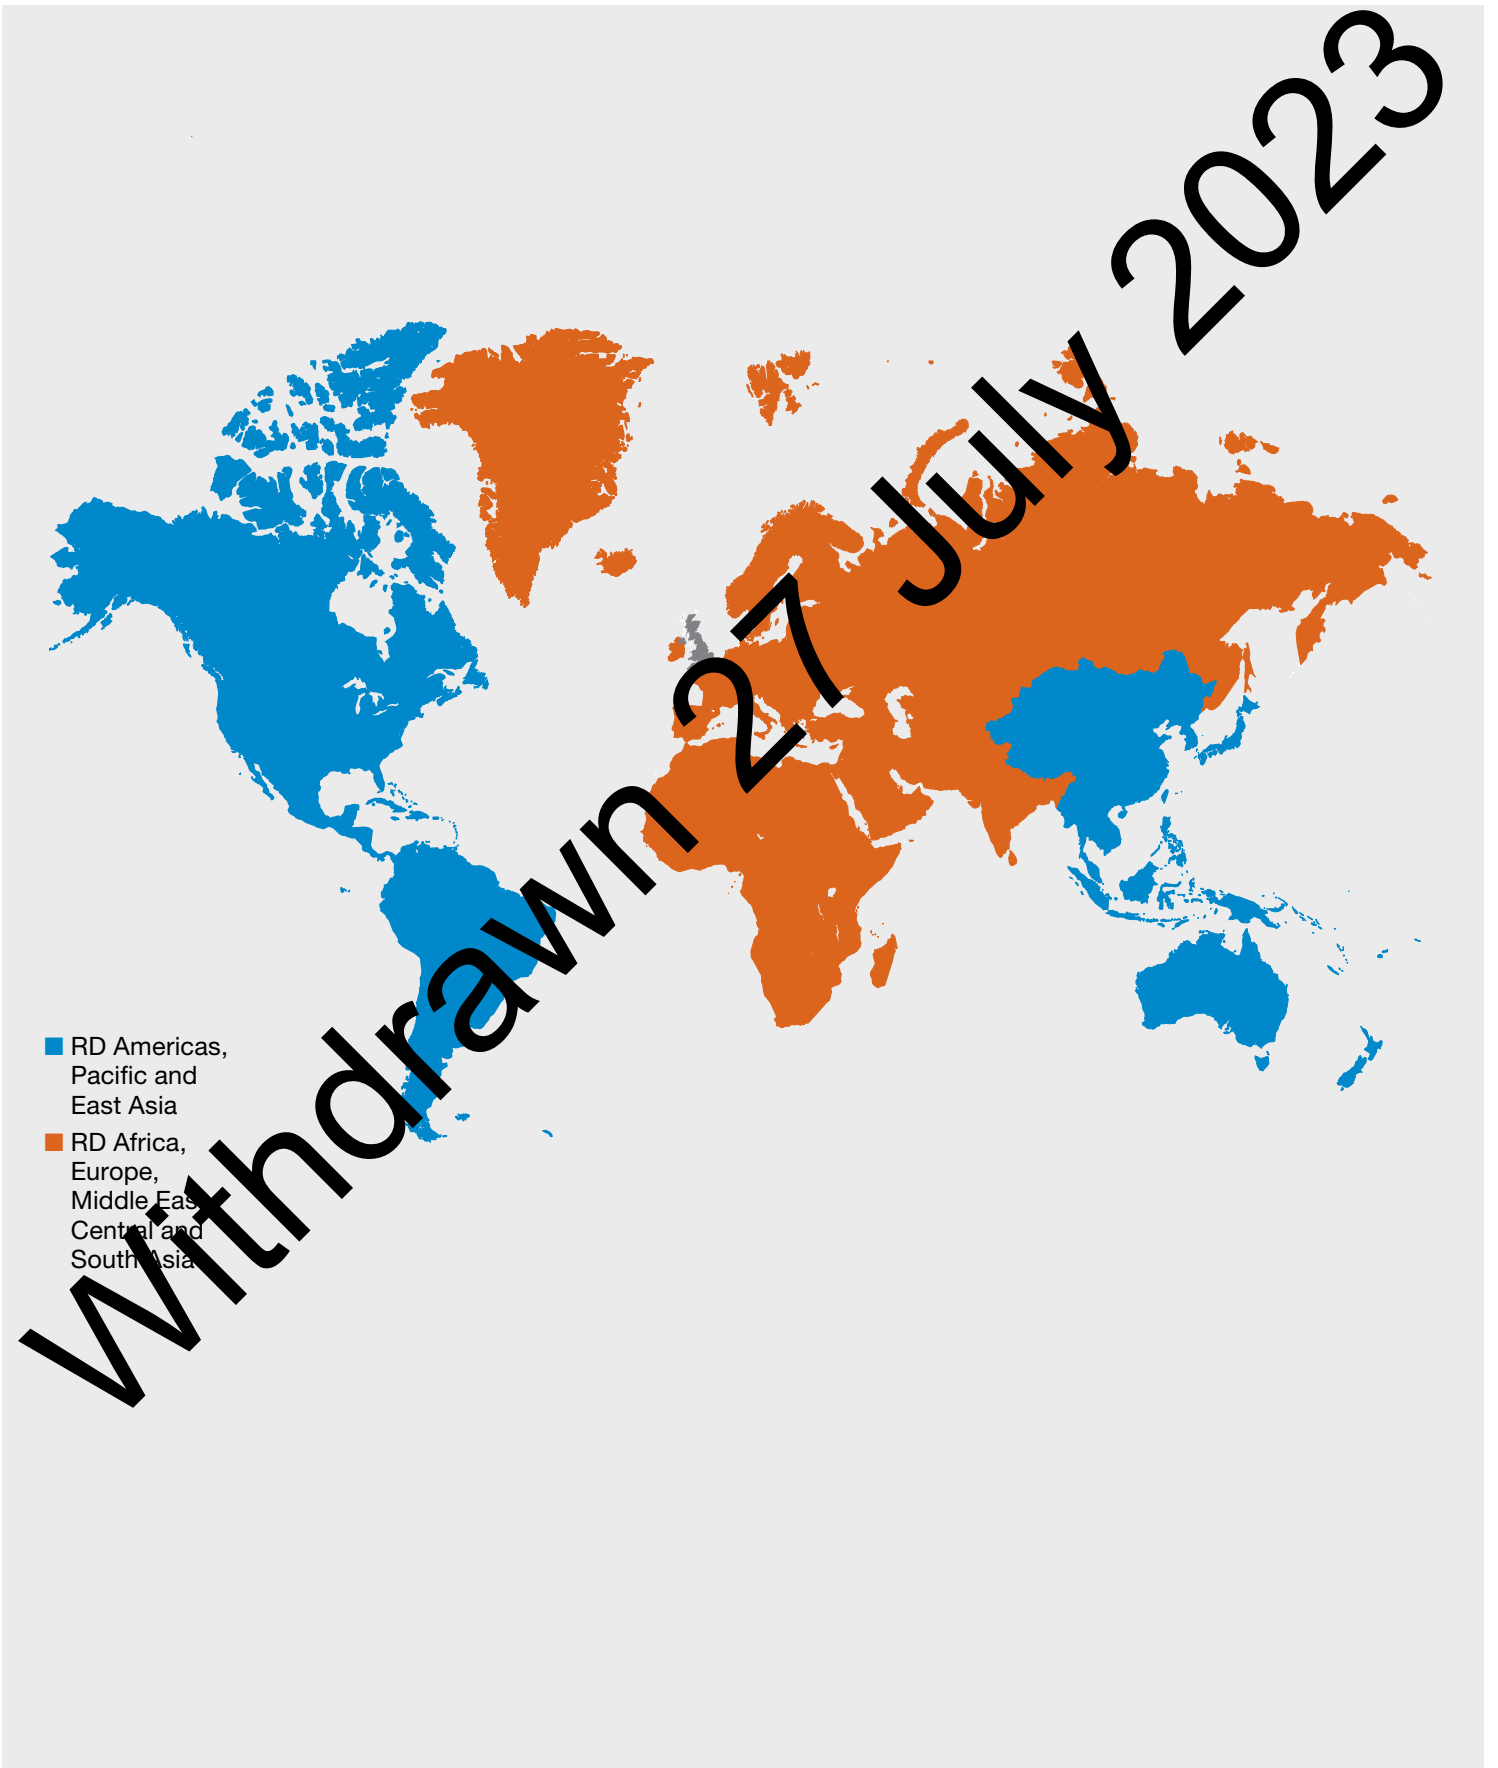 Withdrawn 27 July 2023
RD Americas,
Pacific and
East Asia
RD Africa,
Europe,
Middle East
Central and
South Asia